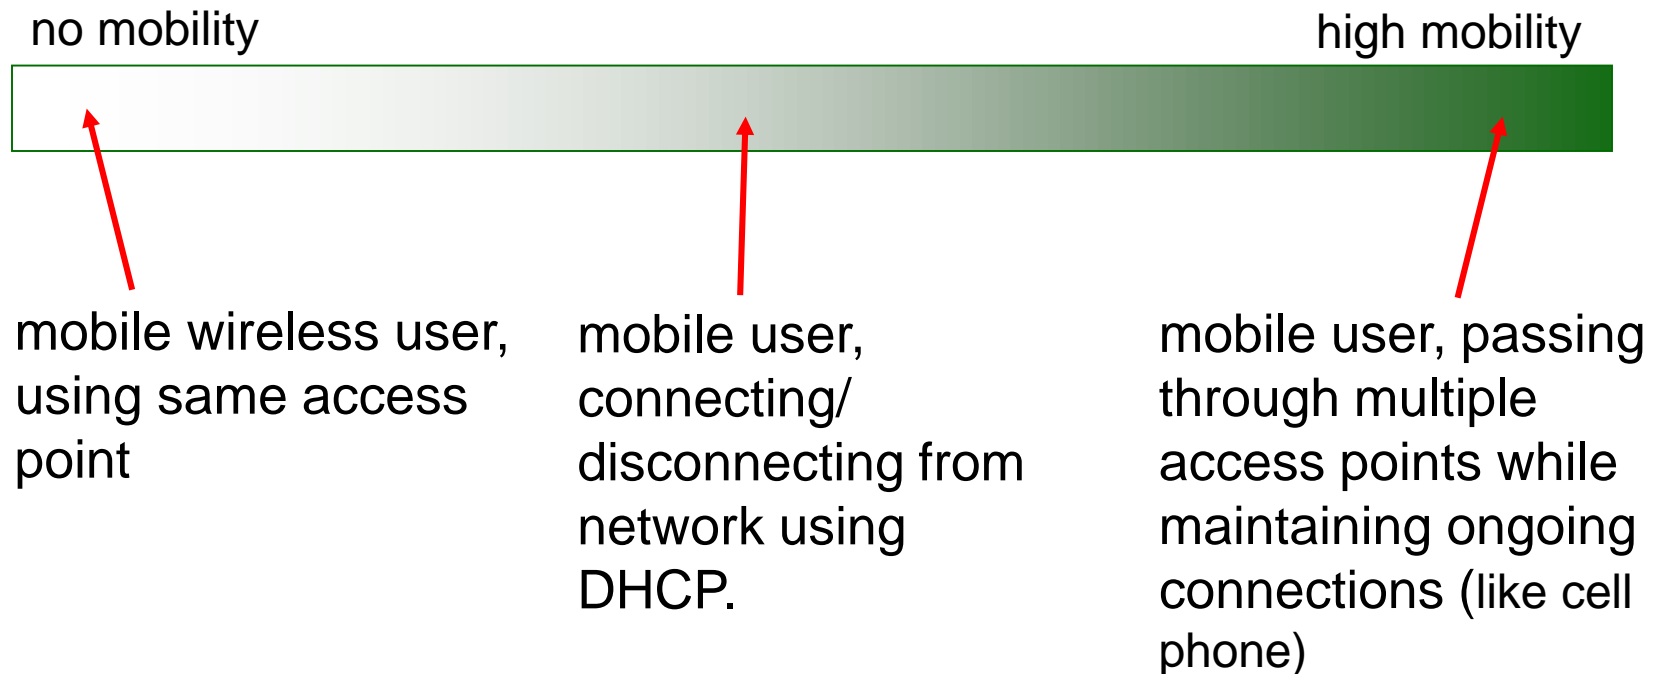 no mobility
high mobility
mobile wireless user,
using same access
point
mobile user,
connecting/
disconnecting from
network using
DHCP.
mobile user, passing
through multiple
access points while
maintaining ongoing
connections (like cell
phone)